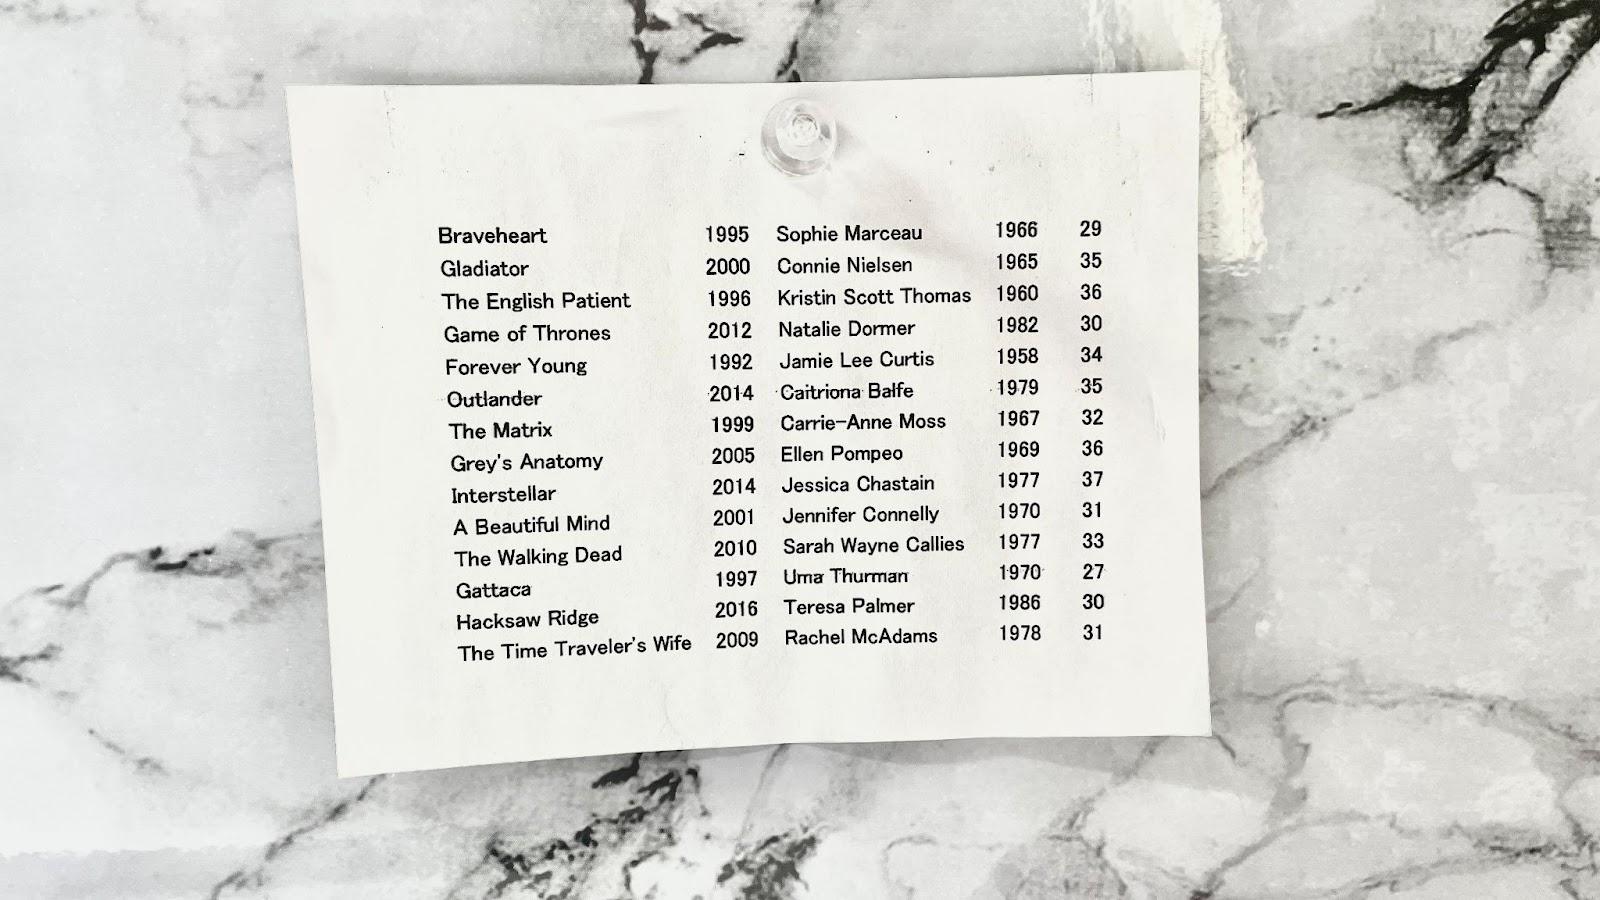 Braveheart 1995 Sophie Marceau 1966 29
Gladiator 2000 Connie Nielsen 1965 35
The English Patient 1996 Kristin Scott Thomas 1960 36
Game of Thrones 2012 Natalie Dormer 1982 30
Forever Young 1992 Jamie Lee Curtis 1958 34
Outlander 2014 Caitriona Balfe 1979 35
The Matrix 1999 Carrie-Anne Moss 1967 32
Grey's Anatomy 2005 Ellen Pompeo 1969 36
Interstellar 2014 Jessica Chastain 1977 37
A Beautiful Mind 2001 Jennifer Connelly 1970 31
The Walking Dead 2010 Sarah Wayne Callies 1977 33
Gattaca 1997 Uma Thurman 1970 27
Hacksaw Ridge 2016 Teresa Palmer 1986 30
The Time Traveler's Wife 2009 Rachel McAdams 1978 31